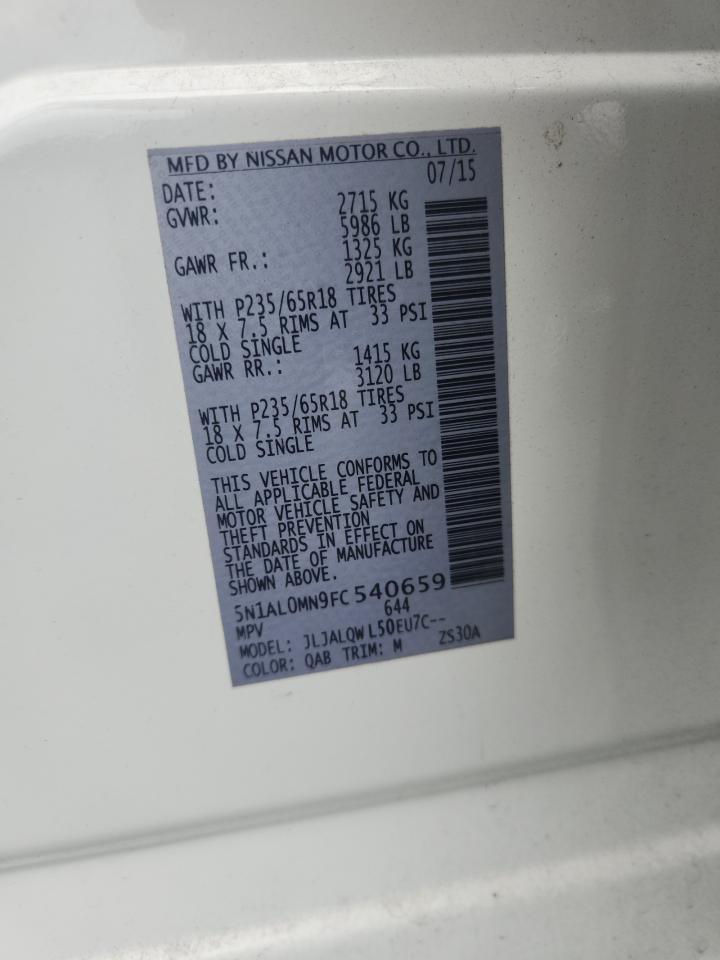 MFD BY NISSAN MOTOR CO., LTD.
DATE: 07/15
GVWR: 2715 KG
5986 LB
GAWR FR.: 1325 KG
2921 LB
WITH P235/65R18 TIRES
18 X 7.5 RIMS AT 33 PSI
COLD SINGLE
GAWR RR.: 1415 KG
3120 LB
WITH P235/65R18 TIRES
18 X 7.5 RIMS AT 33 PSI
COLD SINGLE
THIS VEHICLE CONFORMS TO
ALL APPLICABLE FEDERAL
MOTOR VEHICLE SAFETY AND
THEFT PREVENTION
STANDARDS IN EFFECT ON
THE DATE OF MANUFACTURE
SHOWN ABOVE.
5N1AL0MN9FC540659
MPV 644
MODEL: JLJALQWL50EU7C--
COLOR: QAB TRIM: M ZS30A